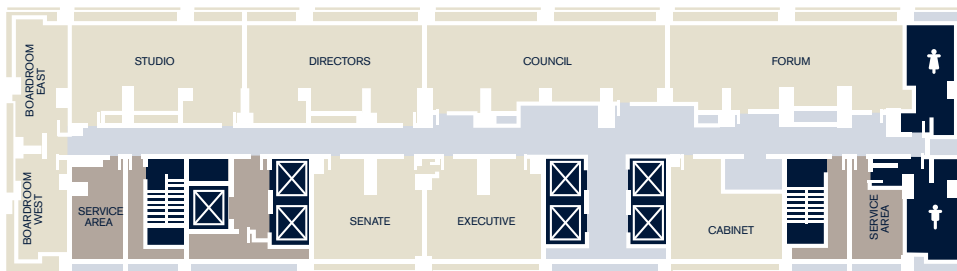 BOARDROOM
EAST
STUDIO
DIRECTORS
COUNCIL
FORUM
BOARDROOM
WEST
SERVICE
AREA
SENATE
EXECUTIVE
CABINET
SERVICE
AREA